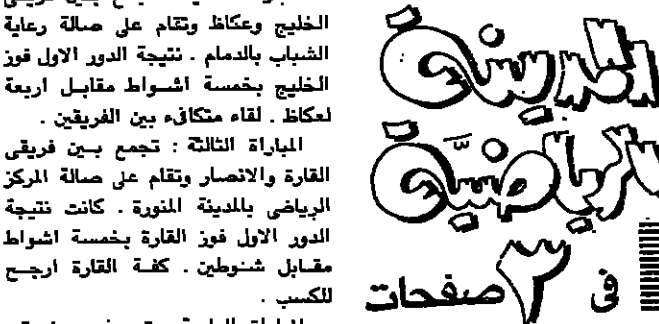 المدينة
الرياضية
في ٣ صفحات
الخليج وعكاظ وتقام على صالة رعاية
الشباب بالدمام . نتيجة الدور الاول فوز
الخليج بخمسة اشواط مقابل اربعة
لعكاظ . لقاء متكافىء بين الفريقين .
المباراة الثالثة : تجمع بين فريقى
القارة والانصار وتقام على صالة المركز
الرياضى بالمدينة المنورة . كانت نتيجة
الدور الاول فوز القارة بخمسة اشواط
مقابل شوطين . كفة القارة ارجح
للكسب .